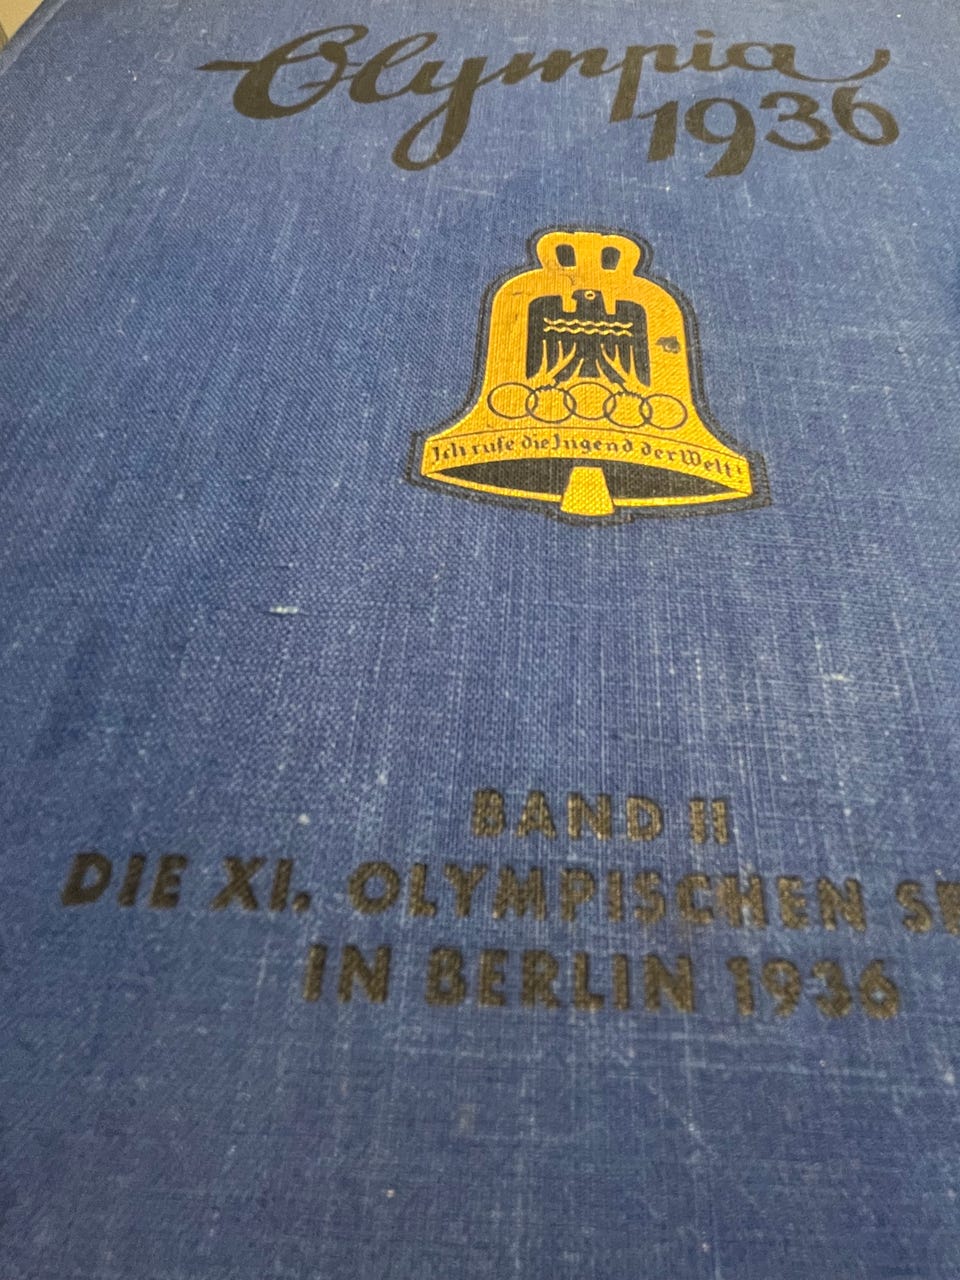 Olympia
1936
Ich rufe die Jugend der Welt!
BAND II
DIE XI. OLYMPISCHEN
IN BERLIN 1936